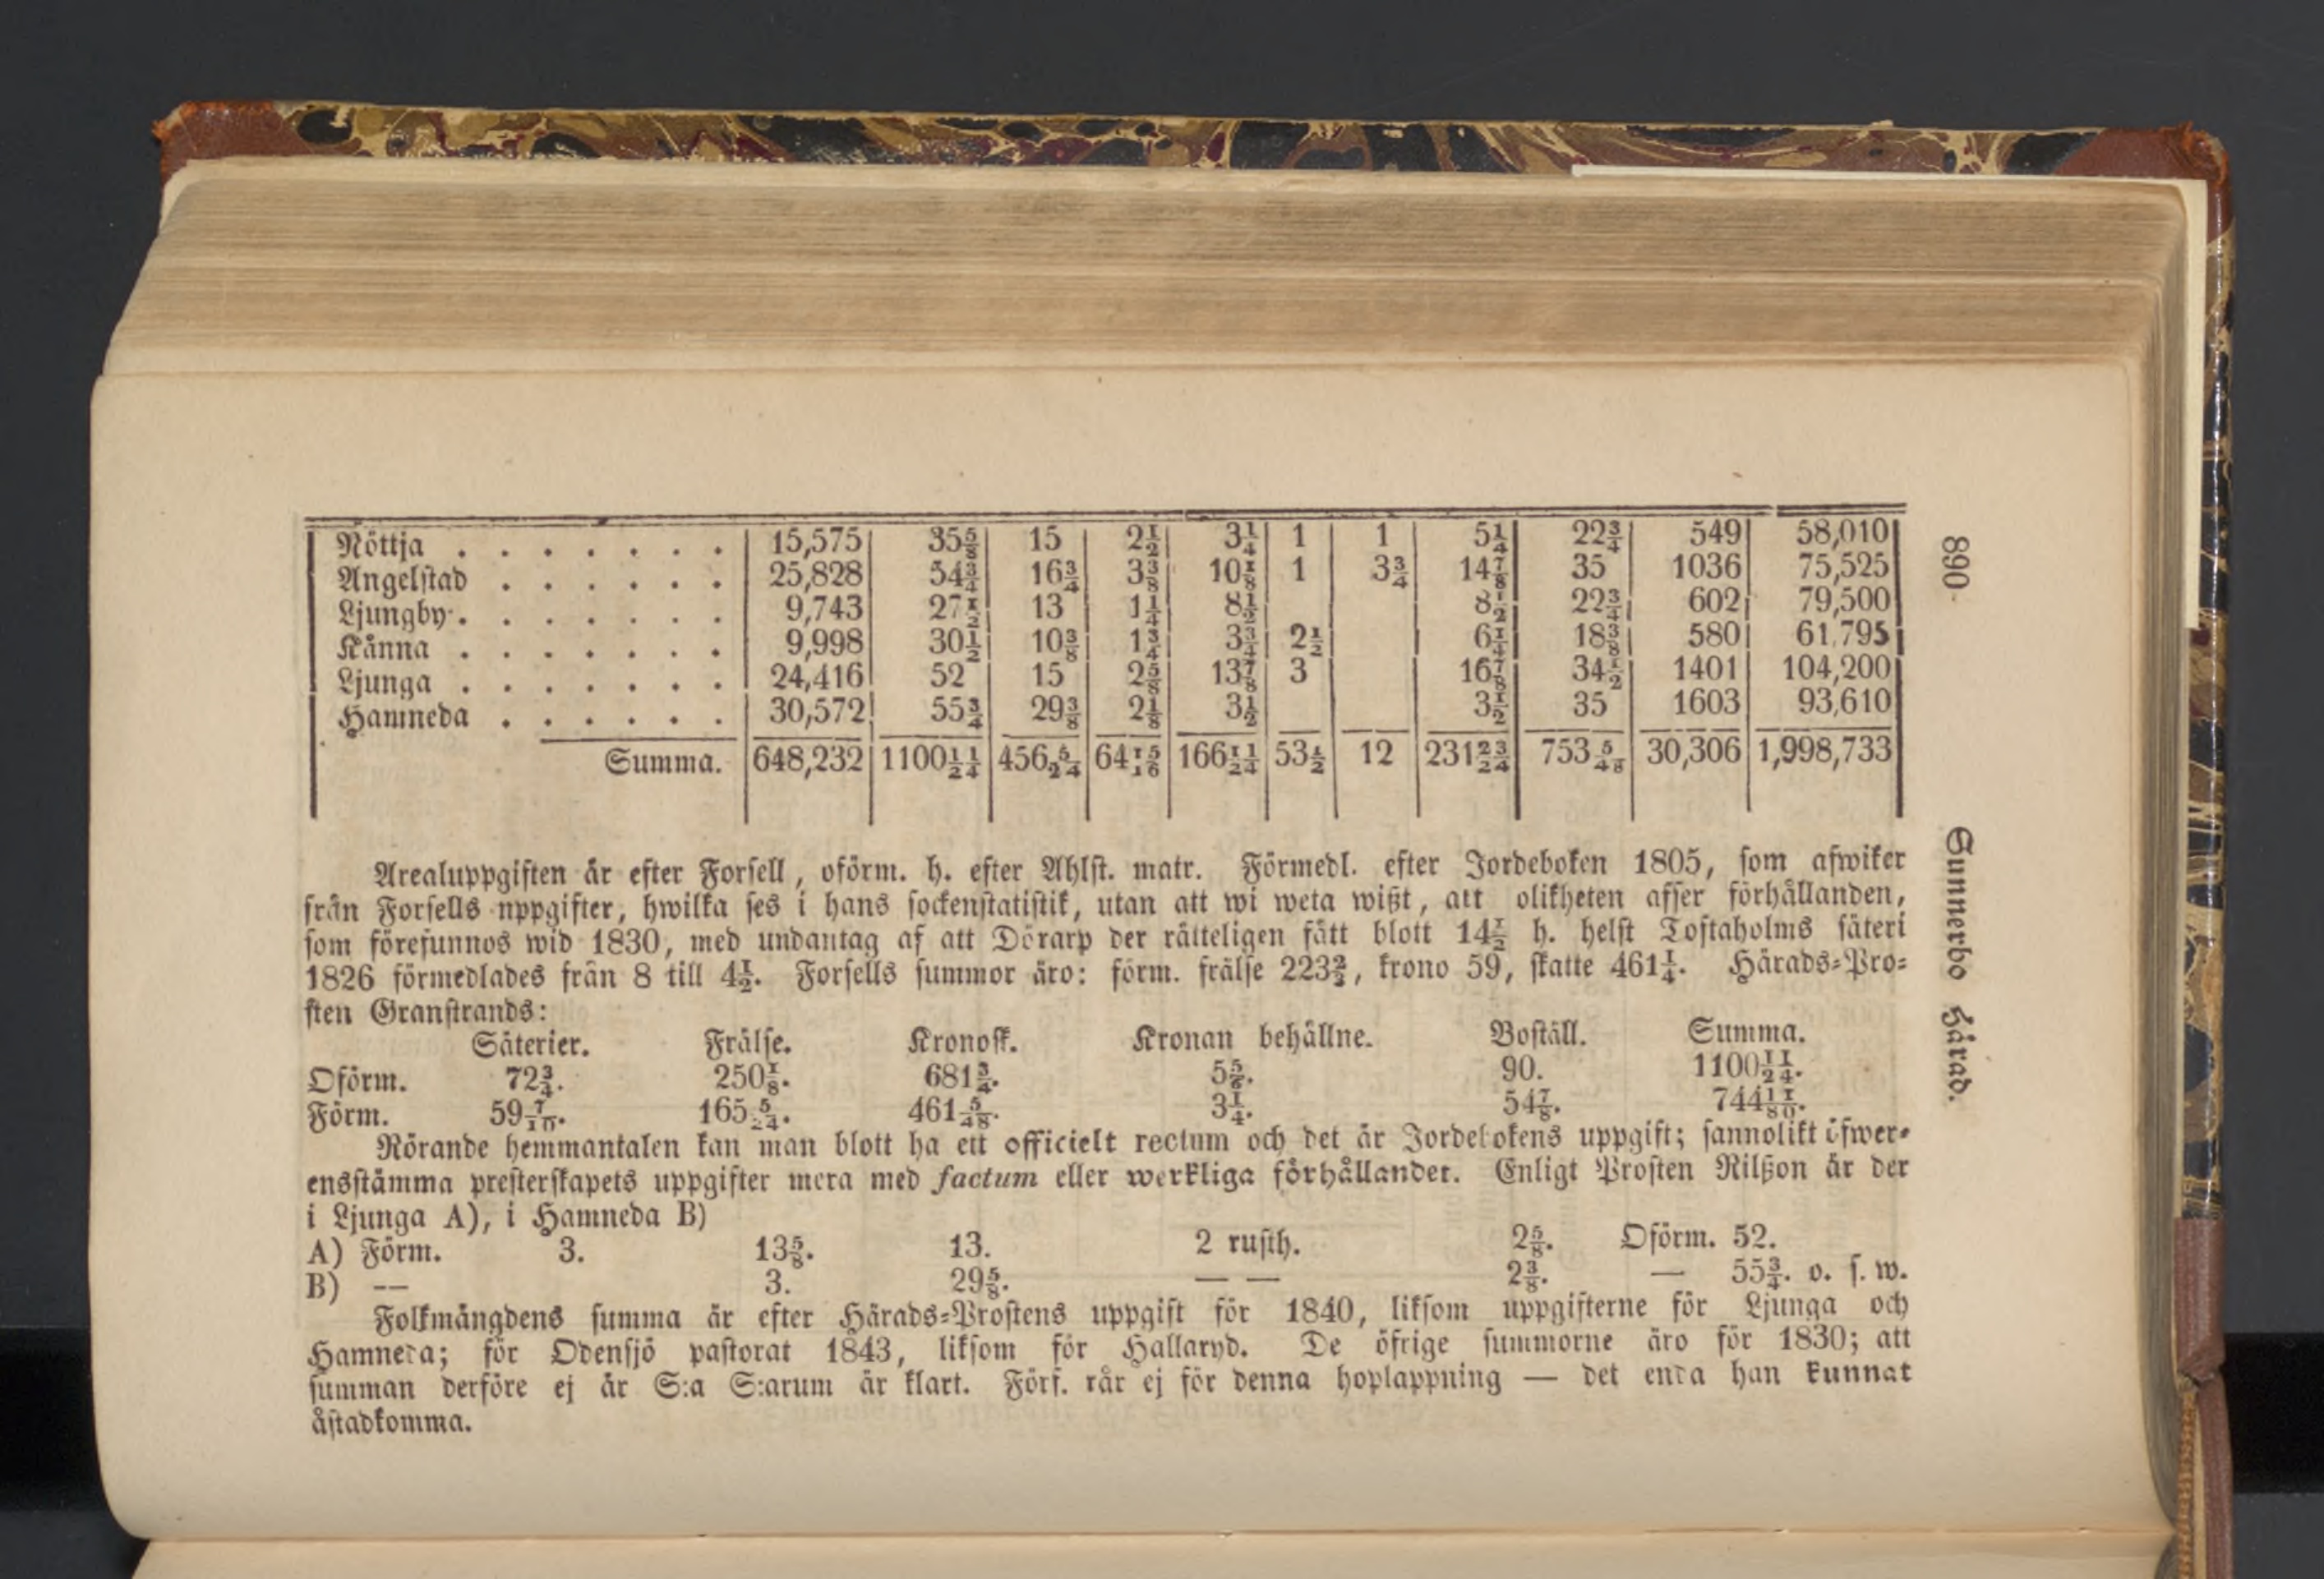 Nöttja . . . . . . . 15,575 35⅝ 15 2½ 3¼ 1 1 5¼ 22¾ 549 58,010
Angelstad . . . . . . 25,828 54¾ 16¾ 3⅜ 10⅛ 1 3¾ 14⅞ 35 1036 75,525
Ljungby . . . . . . . 9,743 27½ 13 1¼ 8½ 8½ 22¾ 602 79,500
Kånna . . . . . . . 9,998 30½ 10⅜ 1¾ 3¾ 2½ 6¼ 18⅜ 580 61,795
Ljunga . . . . . . . 24,416 52 15 2⅝ 13⅞ 3 16⅞ 34½ 1401 104,200
Hamneda . . . . . . 30,572 55¾ 29⅜ 2⅛ 3½ 3½ 35 1603 93,610
Summa. 648,232 1100 11/24 456 5/24 64 15/16 166 11/24 53½ 12 231 23/24 753 5/48 30,306 1,998,733
890
Sunnerbo Härad.
Arealuppgiften är efter Forsell, oförm. h. efter Ahlst. matr. Förmedl. efter Jordeboken 1805, som afwiker
från Forsells nppgifter, hwilka ses i hans sockenstatistik, utan att wi weta wißt, att olikheten afser förhållanden,
som förefunnos wid 1830, med undantag af att Dörarp der rätteligen fått blott 14½ h. helst Toftaholms säteri
1826 förmedlades från 8 till 4½. Forsells summor äro: förm. frälse 223⅔, krono 59, skatte 461¼. Härads-Pro-
sten Granstrands:
Säterier. Frälse. Kronosk. Kronan behållne. Boställ. Summa.
Oförm. 72¾. 250⅛. 681¾. 5⅝. 90. 1100 11/24.
Förm. 59 7/10. 165 5/24. 461 5/48. 3¼. 54⅞. 744 11/80.
Rörande hemmantalen kan man blott ha ett officielt rectum och det är Jordebokens uppgift; sannolikt öfwer-
ensstämma presterskapets uppgifter mera med factum eller werkliga förhållandet. Enligt Prosten Nilßon är der
i Ljunga A), i Hamneda B)
A) Förm. 3. 13⅝. 13. 2 rusth. 2⅝. Oförm. 52.
B) — 3. 29⅝. — — 2⅜. — 55¾. o. s. w.
Folkmängdens summa är efter Härads-Prostens uppgift för 1840, liksom uppgifterne för Ljunga och
Hamneda; för Odensjö pastorat 1843, liksom för Hallaryd. De öfrige summorne äro för 1830; att
summan derföre ej är S:a S:arum är klart. Förf. rår ej för denna hoplappning — det enda han kunnat
åstadkomma.